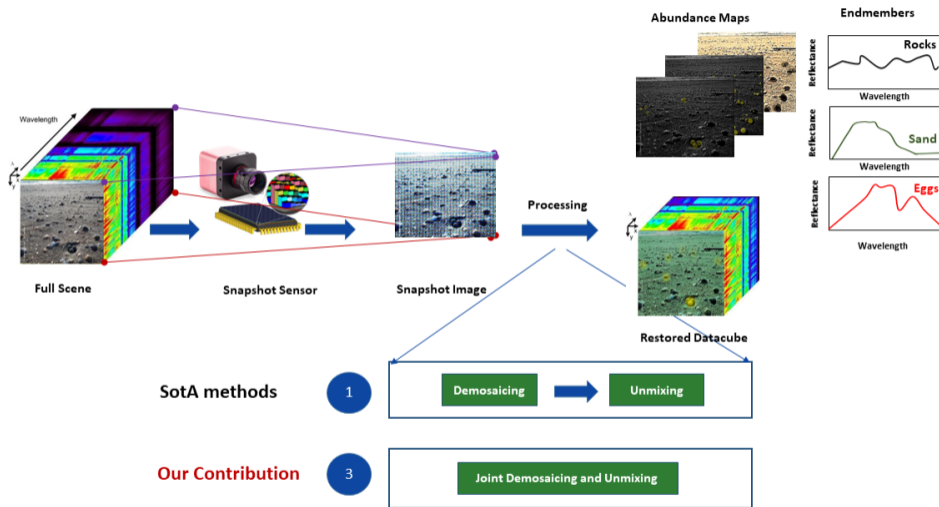 Abundance Maps
Endmembers
Rocks
Reflectance
Wavelength
Sand
Reflectance
Wavelength
Eggs
Reflectance
Wavelength
Wavelength
Processing
Full Scene
Snapshot Sensor
Snapshot Image
Restored Datacube
SotA methods
1
Demosaicing
Unmixing
Our Contribution
3
Joint Demosaicing and Unmixing